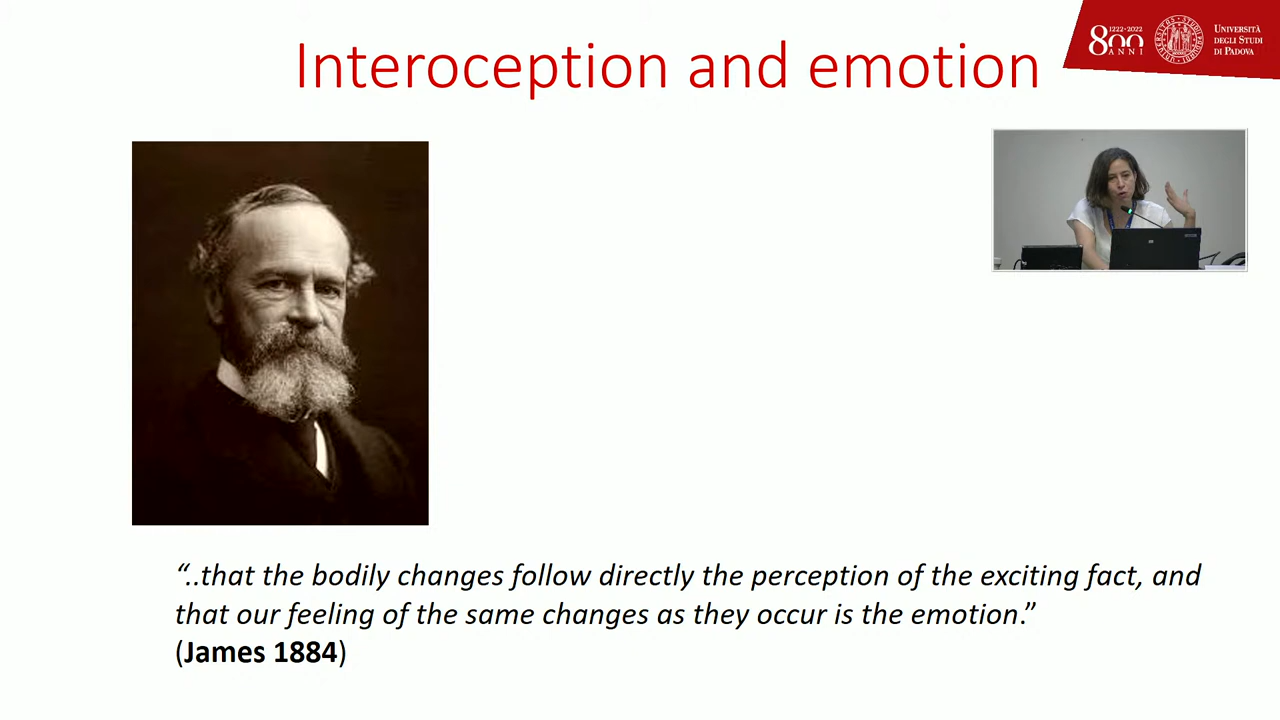 Interoception and emotion
1222·2022
800
ANNI
UNIVERSITÀ
DEGLI STUDI
DI PADOVA
“..that the bodily changes follow directly the perception of the exciting fact, and
that our feeling of the same changes as they occur is the emotion.”
(James 1884)